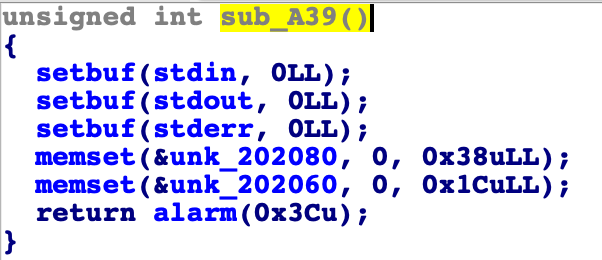 unsigned int sub_A39()
{
  setbuf(stdin, 0LL);
  setbuf(stdout, 0LL);
  setbuf(stderr, 0LL);
  memset(&unk_202080, 0, 0x38uLL);
  memset(&unk_202060, 0, 0x1CuLL);
  return alarm(0x3Cu);
}